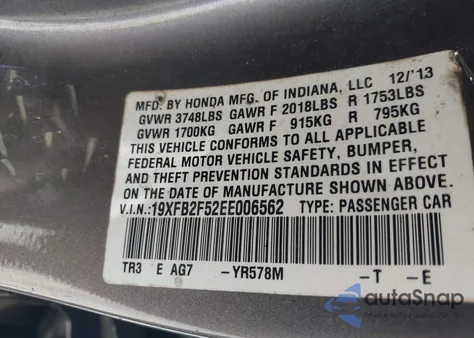 MFD. BY HONDA MFG. OF INDIANA, LLC 12/'13
GVWR 3748LBS GAWR F 2018LBS R 1753LBS
GVWR 1700KG GAWR F 915KG R 795KG
THIS VEHICLE CONFORMS TO ALL APPLICABLE
FEDERAL MOTOR VEHICLE SAFETY, BUMPER,
AND THEFT PREVENTION STANDARDS IN EFFECT
ON THE DATE OF MANUFACTURE SHOWN ABOVE.
V.I.N.:19XFB2F52EE006562 TYPE: PASSENGER CAR
TR3 E AG7 -YR578M -T -E
autoSnap